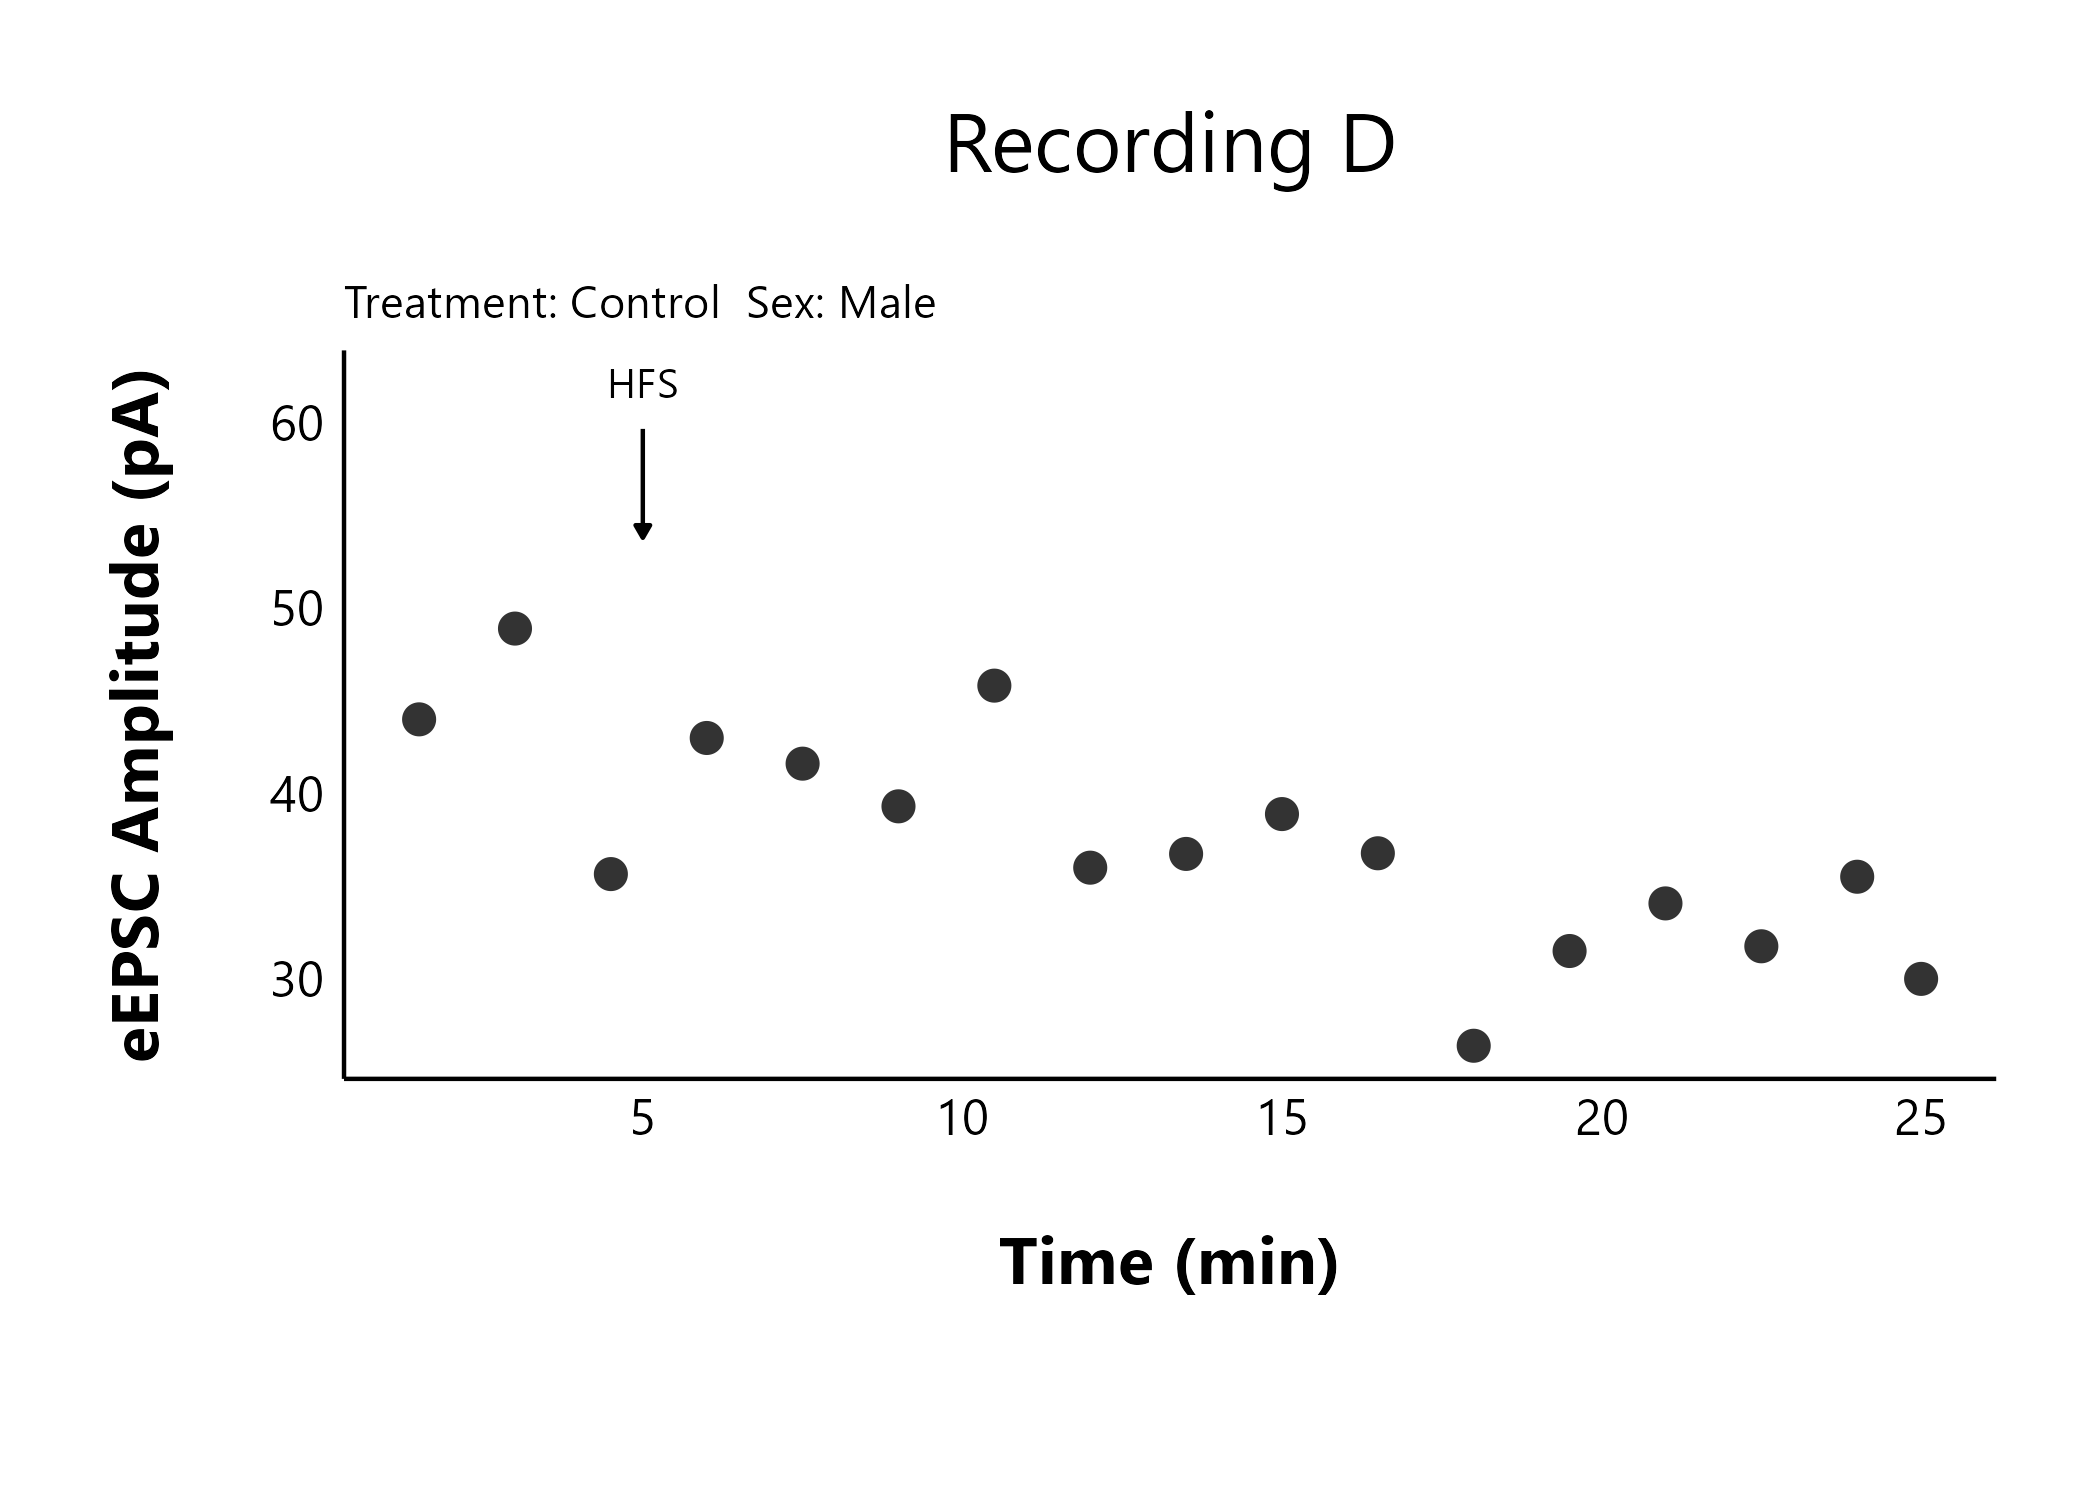 Recording D
Treatment: Control  Sex: Male
HFS
eEPSC Amplitude (pA)
60
50
40
30
5 10 15 20 25
Time (min)